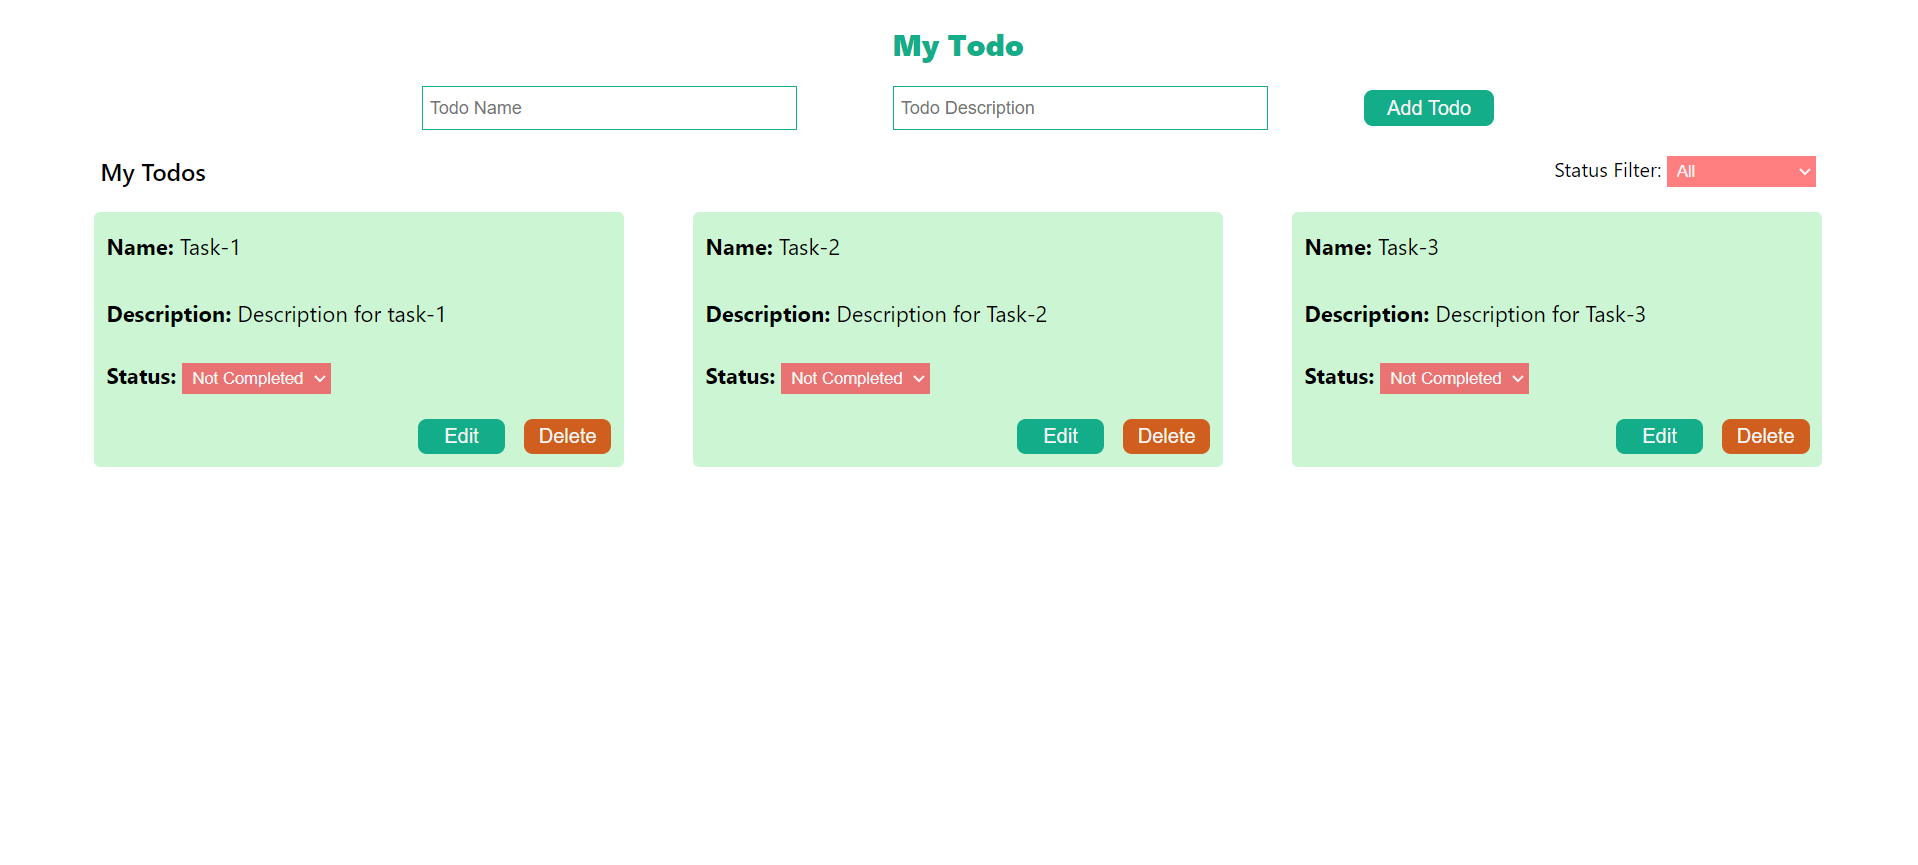 My Todo
Todo Name
Todo Description
Add Todo
My Todos
Status Filter: All
Name: Task-1
Description: Description for task-1
Status: Not Completed
Edit Delete
Name: Task-2
Description: Description for Task-2
Status: Not Completed
Edit Delete
Name: Task-3
Description: Description for Task-3
Status: Not Completed
Edit Delete